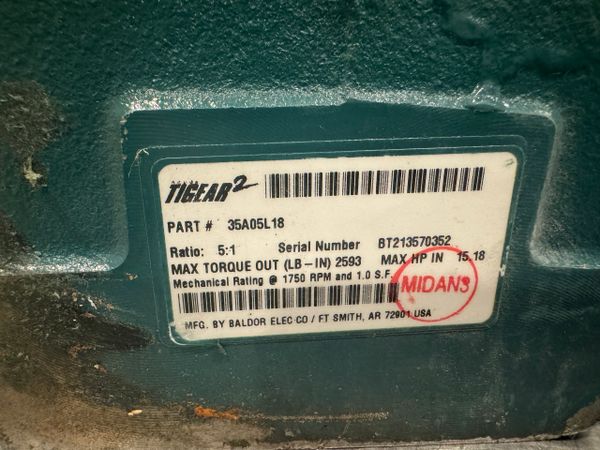 TIGEAR2
PART # 35A05L18
Ratio: 5:1 Serial Number BT213570352
MAX TORQUE OUT (LB-IN) 2593 MAX HP IN 15.18
Mechanical Rating @ 1750 RPM and 1.0 S.F.
MIDAN3
MFG. BY BALDOR ELEC CO / FT SMITH, AR 72901 USA